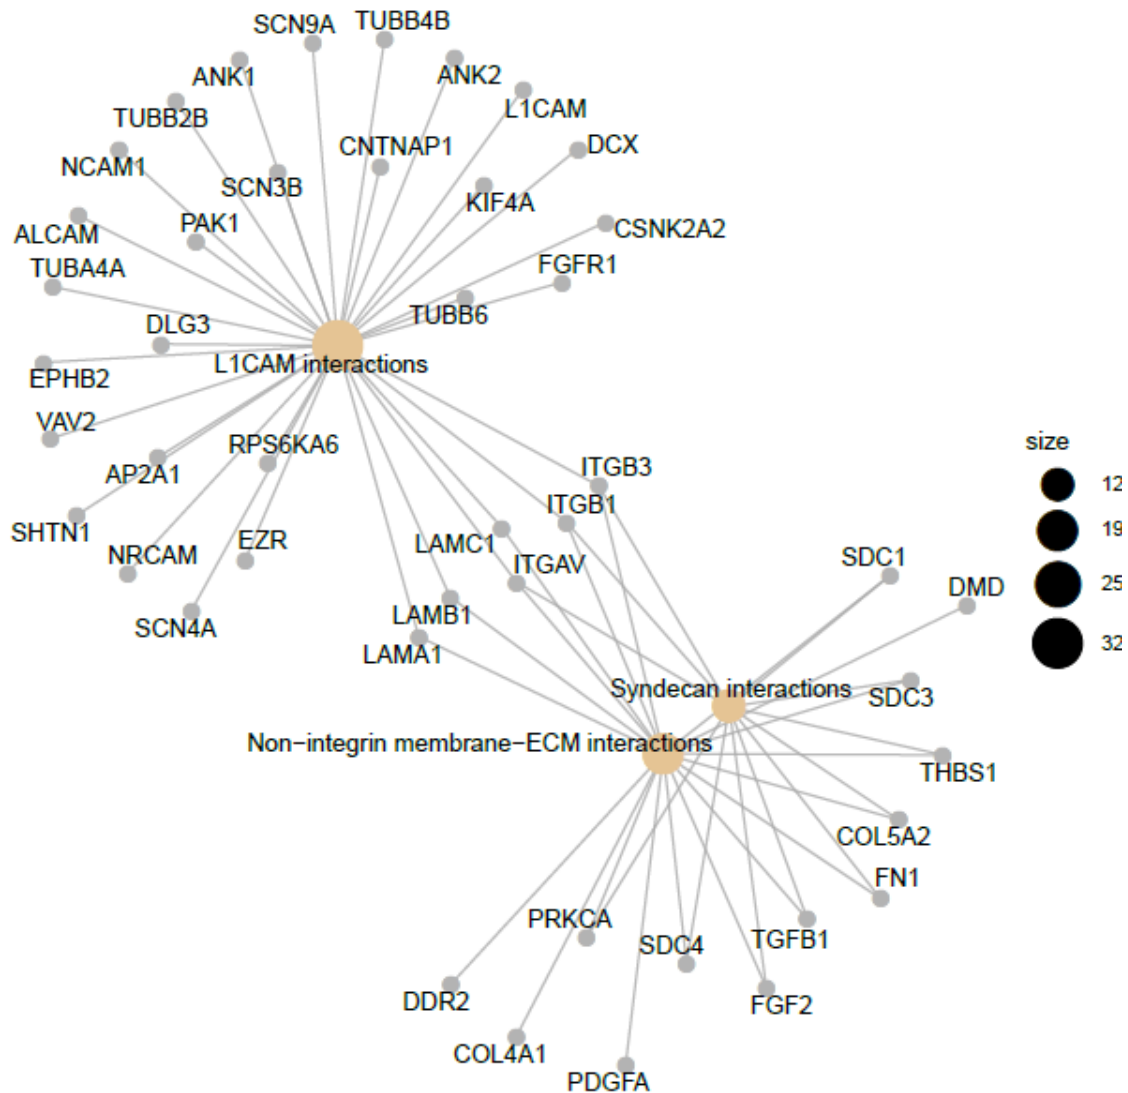 SCN9A
TUBB4B
ANK1
ANK2
L1CAM
TUBB2B
CNTNAP1
DCX
NCAM1
SCN3B
KIF4A
PAK1
ALCAM
CSNK2A2
TUBA4A
FGFR1
DLG3
TUBB6
L1CAM interactions
EPHB2
VAV2
RPS6KA6
AP2A1
ITGB3
ITGB1
SHTN1
NRCAM
EZR
LAMC1
ITGAV
SCN4A
LAMB1
LAMA1
SDC1
DMD
Syndecan interactions
SDC3
Non-integrin membrane-ECM interactions
THBS1
COL5A2
FN1
PRKCA
SDC4
TGFB1
DDR2
FGF2
COL4A1
PDGFA
size
12
19
25
32